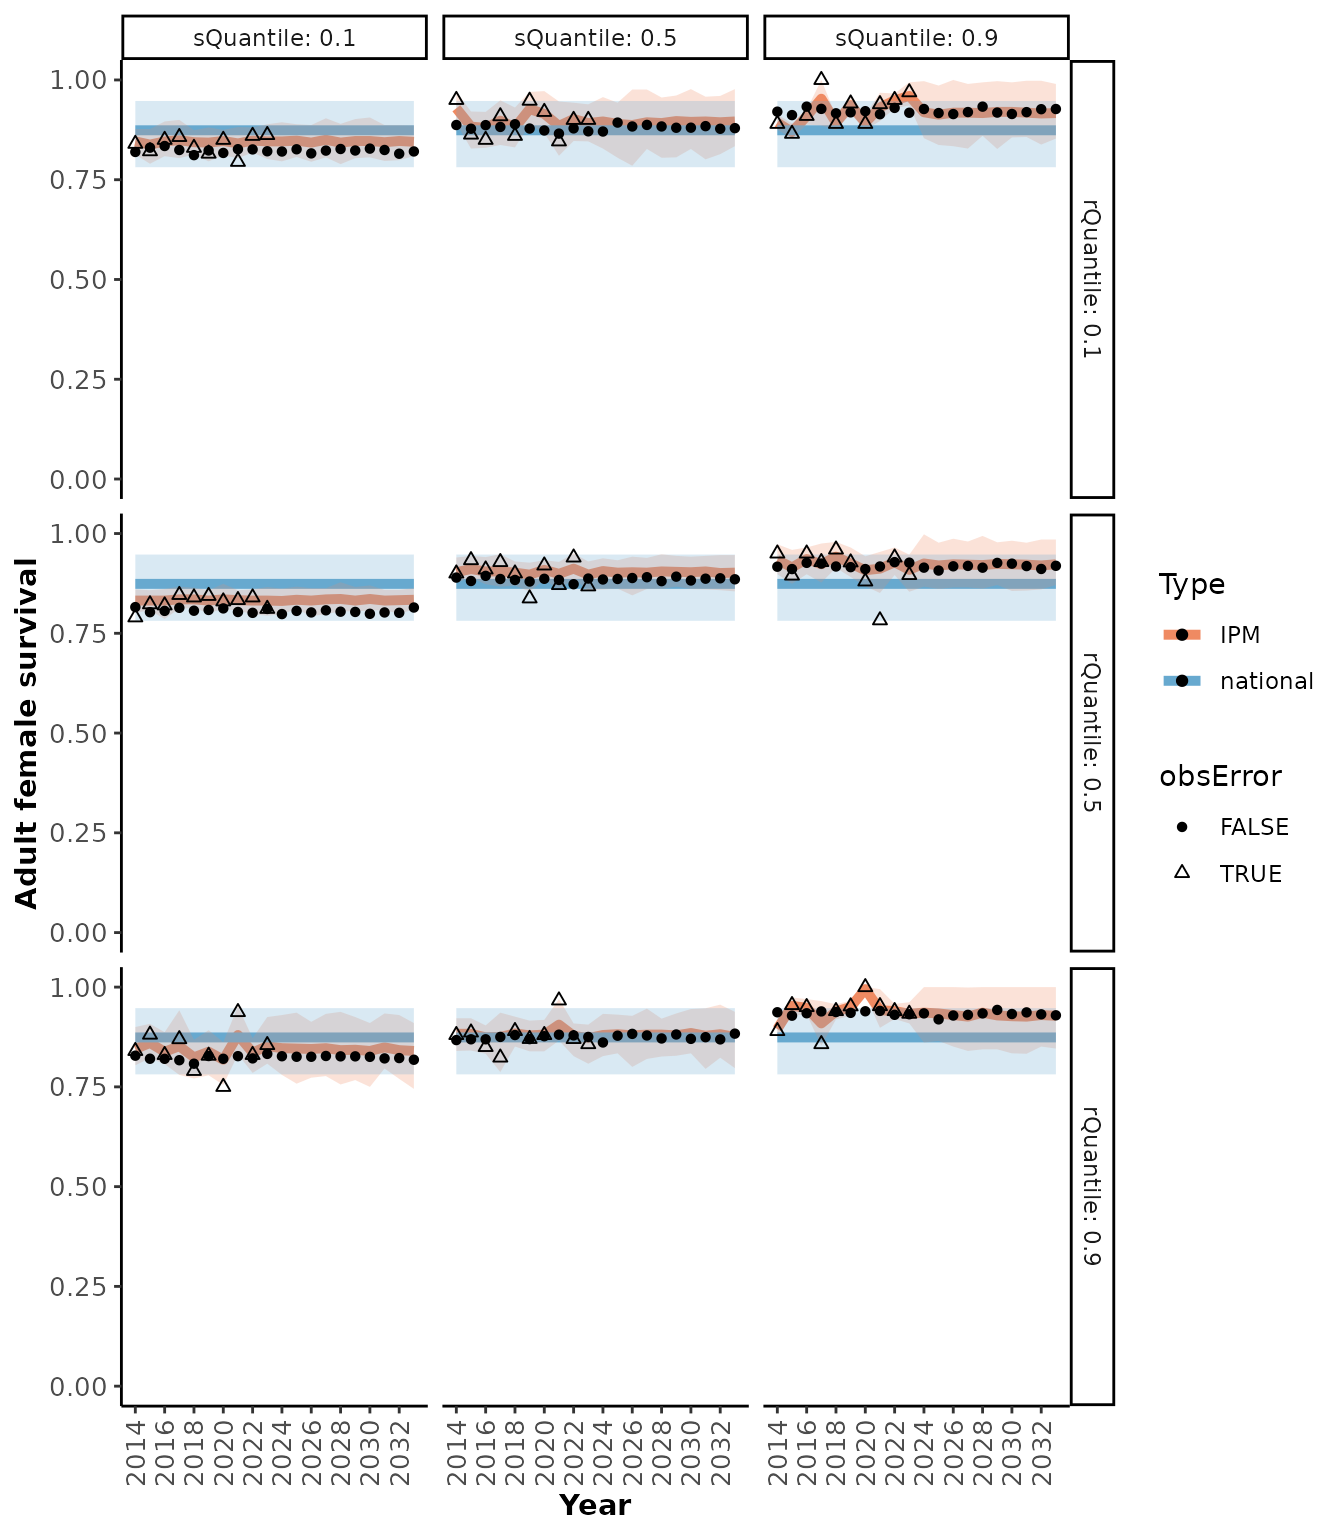 sQuantile: 0.1
sQuantile: 0.5
sQuantile: 0.9
1.00
0.75
0.50
0.25
0.00
rQuantile: 0.1
1.00
0.75
0.50
0.25
0.00
rQuantile: 0.5
1.00
0.75
0.50
0.25
0.00
rQuantile: 0.9
Adult female survival
2014 2016 2018 2020 2022 2024 2026 2028 2030 2032
2014 2016 2018 2020 2022 2024 2026 2028 2030 2032
2014 2016 2018 2020 2022 2024 2026 2028 2030 2032
Year
Type
IPM
national
obsError
FALSE
TRUE